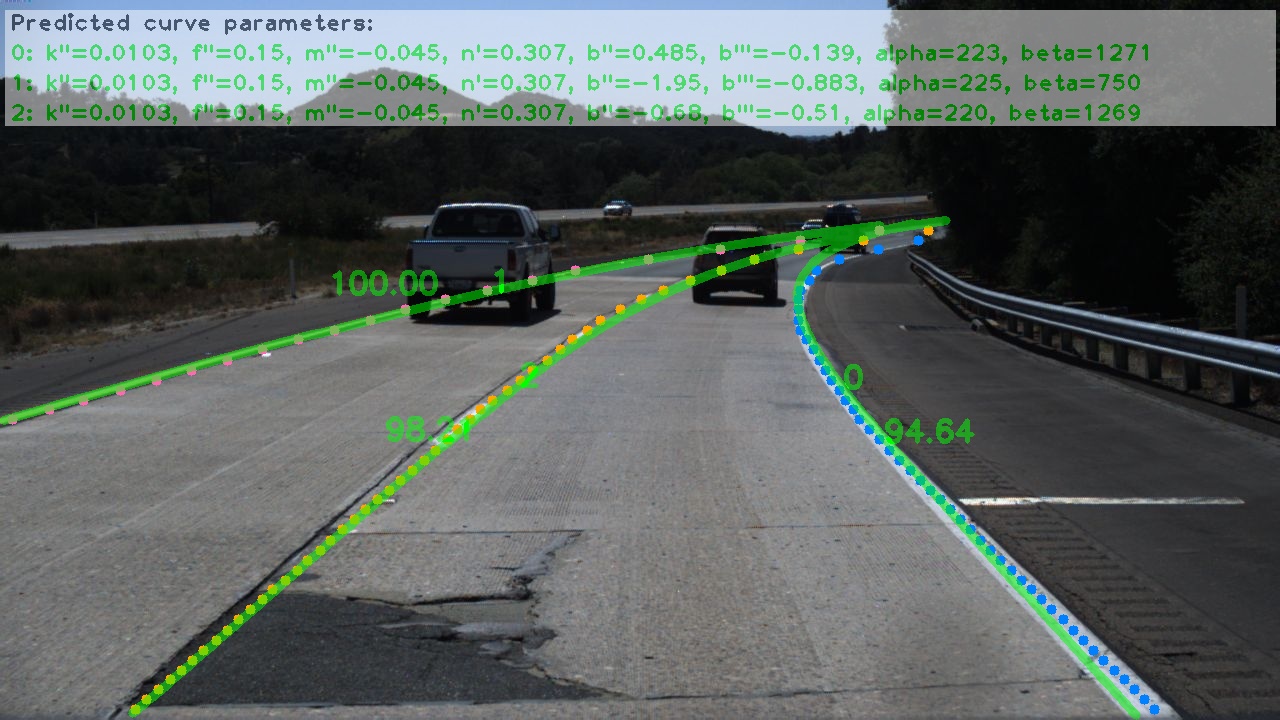 Predicted curve parameters:
0: k''=0.0103, f''=0.15, m''=−0.045, n'=0.307, b''=0.485, b'''=−0.139, alpha=223, beta=1271
1: k''=0.0103, f''=0.15, m''=−0.045, n'=0.307, b''=−1.95, b'''=−0.883, alpha=225, beta=750
2: k''=0.0103, f''=0.15, m''=−0.045, n'=0.307, b''=−0.68, b'''=−0.51, alpha=220, beta=1269
100.00 1
2 0
94.64